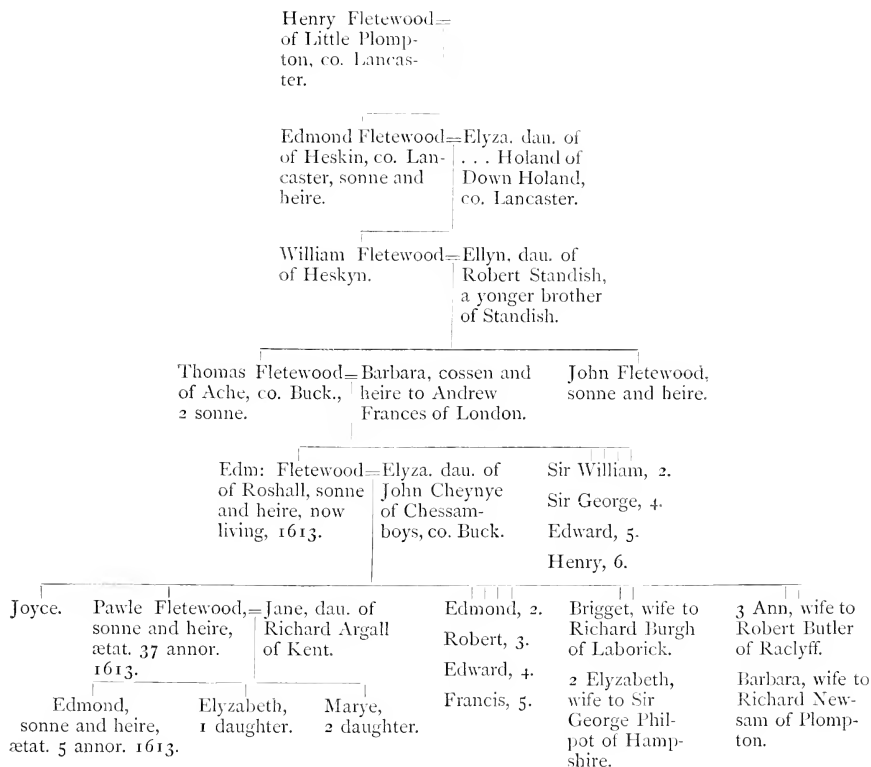 Henry Fletewood=
of Little Plomp-
ton, co. Lancas-
ter.
Edmond Fletewood=
of Heskin, co. Lan-
caster, sonne and
heire.
Elyza. dau. of
. . . Holand of
Down Holand,
co. Lancaster.
William Fletewood=
of Heskyn.
Ellyn, dau. of
Robert Standish,
a yonger brother
of Standish.
Thomas Fletewood=
of Ache, co. Buck.,
2 sonne.
Barbara, cossen and
heire to Andrew
Frances of London.
John Fletewood,
sonne and heire.
Edm: Fletewood=
of Roshall, sonne
and heire, now
living, 1613.
Elyza. dau. of
John Cheynye
of Chessam-
boys, co. Buck.
Sir William, 2.
Sir George, 4.
Edward, 5.
Henry, 6.
Joyce.
Pawle Fletewood,=
sonne and heire,
ætat. 37 annor.
1613.
Jane, dau. of
Richard Argall
of Kent.
Edmond, 2.
Robert, 3.
Edward, 4.
Francis, 5.
Brigget, wife to
Richard Burgh
of Laborick.
2 Elyzabeth,
wife to Sir
George Phil-
pot of Hamp-
shire.
3 Ann, wife to
Robert Butler
of Raclyff.
Barbara, wife to
Richard New-
sam of Plomp-
ton.
Edmond,
sonne and heire,
ætat. 5 annor. 1613.
Elyzabeth,
1 daughter.
Marye,
2 daughter.